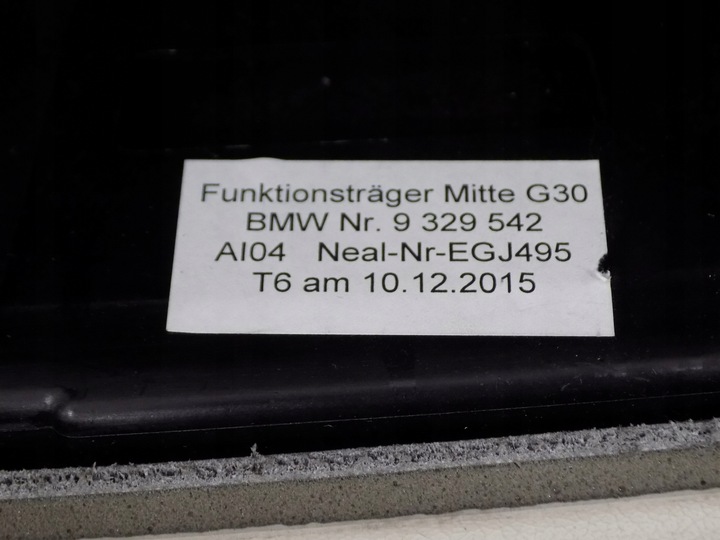 Funktionsträger Mitte G30
BMW Nr. 9 329 542
AI04 Neal-Nr-EGJ495
T6 am 10.12.2015